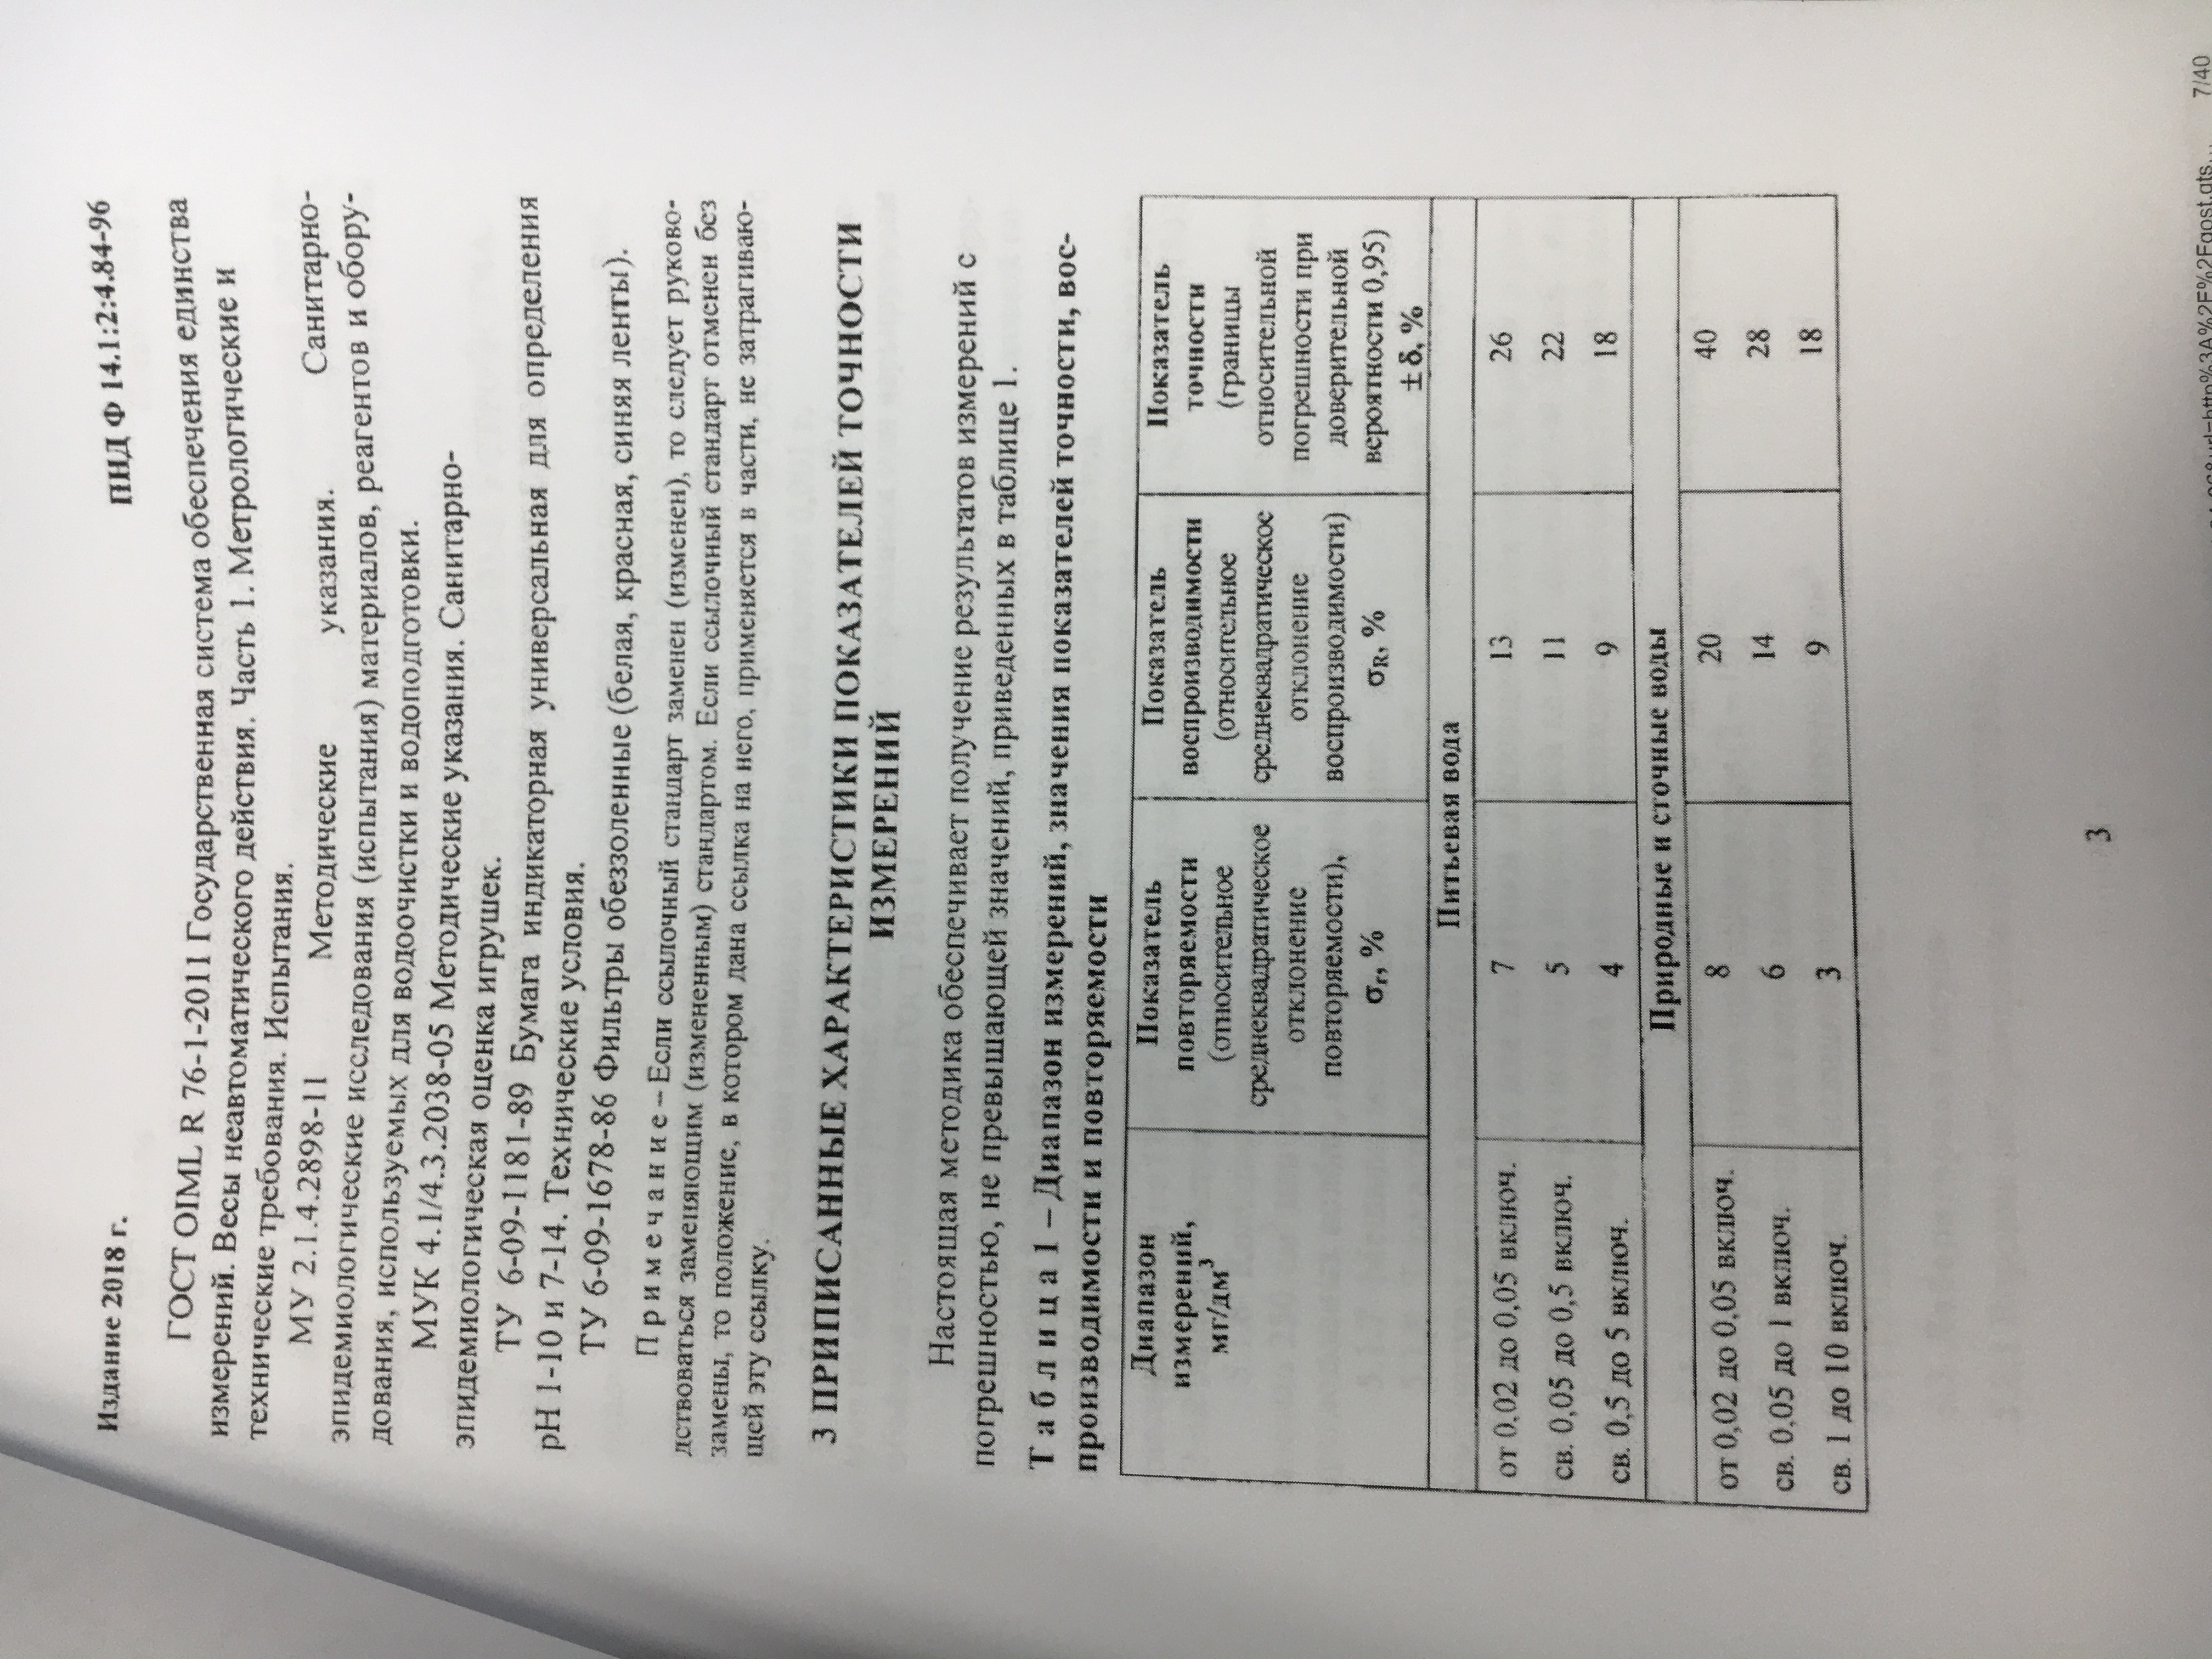 Издание 2018 г. ПНД Ф 14.1:2:4.84-96
ГОСТ OIML R 76-1-2011 Государственная система обеспечения единства
измерений. Весы неавтоматического действия. Часть 1. Метрологические и
технические требования. Испытания.
МУ 2.1.4.2898-11 Методические указания. Санитарно-
эпидемиологические исследования (испытания) материалов, реагентов и обору-
дования, используемых для водоочистки и водоподготовки.
МУК 4.1/4.3.2038-05 Методические указания. Санитарно-
эпидемиологическая оценка игрушек.
ТУ 6-09-1181-89 Бумага индикаторная универсальная для определения
pH 1-10 и 7-14. Технические условия.
ТУ 6-09-1678-86 Фильтры обеззоленные (белая, красная, синяя ленты).
Примечание – Если ссылочный стандарт заменен (изменен), то следует руково-
дствоваться заменяющим (измененным) стандартом. Если ссылочный стандарт отменен без
замены, то положение, в котором дана ссылка на него, применяется в части, не затрагиваю-
щей эту ссылку.
3 ПРИПИСАННЫЕ ХАРАКТЕРИСТИКИ ПОКАЗАТЕЛЕЙ ТОЧНОСТИ
ИЗМЕРЕНИЙ
Настоящая методика обеспечивает получение результатов измерений с
погрешностью, не превышающей значений, приведенных в таблице 1.
Таблица 1 – Диапазон измерений, значения показателей точности, вос-
производимости и повторяемости
Диапазон
измерений,
мг/дм³
Показатель
повторяемости
(относительное
среднеквадратическое
отклонение
повторяемости),
σr, %
Показатель
воспроизводимости
(относительное
среднеквадратическое
отклонение
воспроизводимости)
σR, %
Показатель
точности
(границы
относительной
погрешности при
доверительной
вероятности 0,95)
± δ, %
Питьевая вода
от 0.02 до 0,05 включ. 7 13 26
св. 0,05 до 0,5 включ. 5 11 22
св. 0,5 до 5 включ. 4 9 18
Природные и сточные воды
от 0,02 до 0,05 включ. 8 20 40
св. 0,05 до 1 включ. 6 14 28
св. 1 до 10 включ. 3 9 18
3
7/40